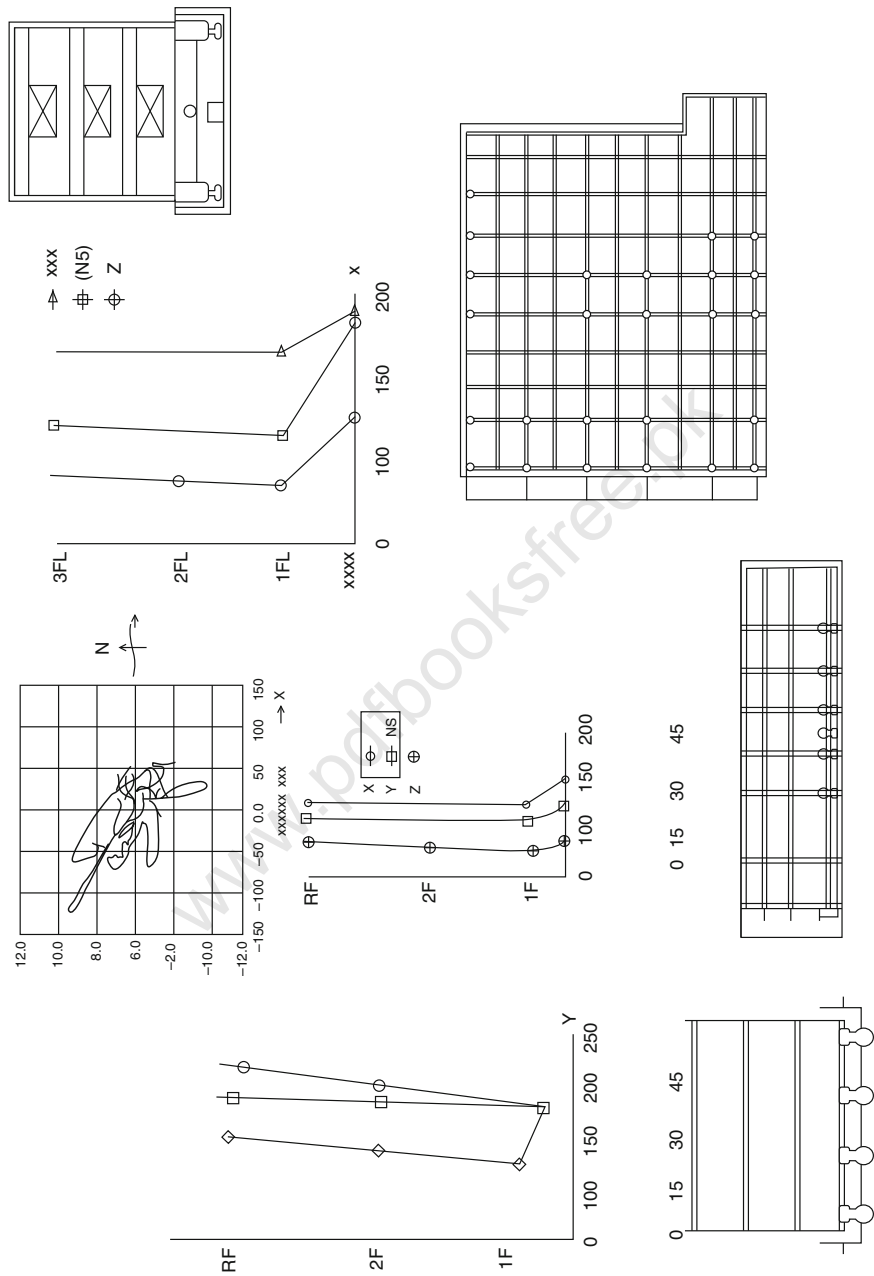 xxx
(N5)
Z
3FL
2FL
1FL
xxxx
0 100 150 200
x
N
12.0
10.0
8.0
6.0
–2.0
–10.0
–12.0
–150 –100 –50 0.0 50 100 150
xxxxxx xxx → X
X
Y NS
Z
RF
2F
1F
0 100 150 200
RF
2F
1F
0 100 150 200 250
Y
0 15 30 45
0 15 30 45
www.pdfbooksfree.pk